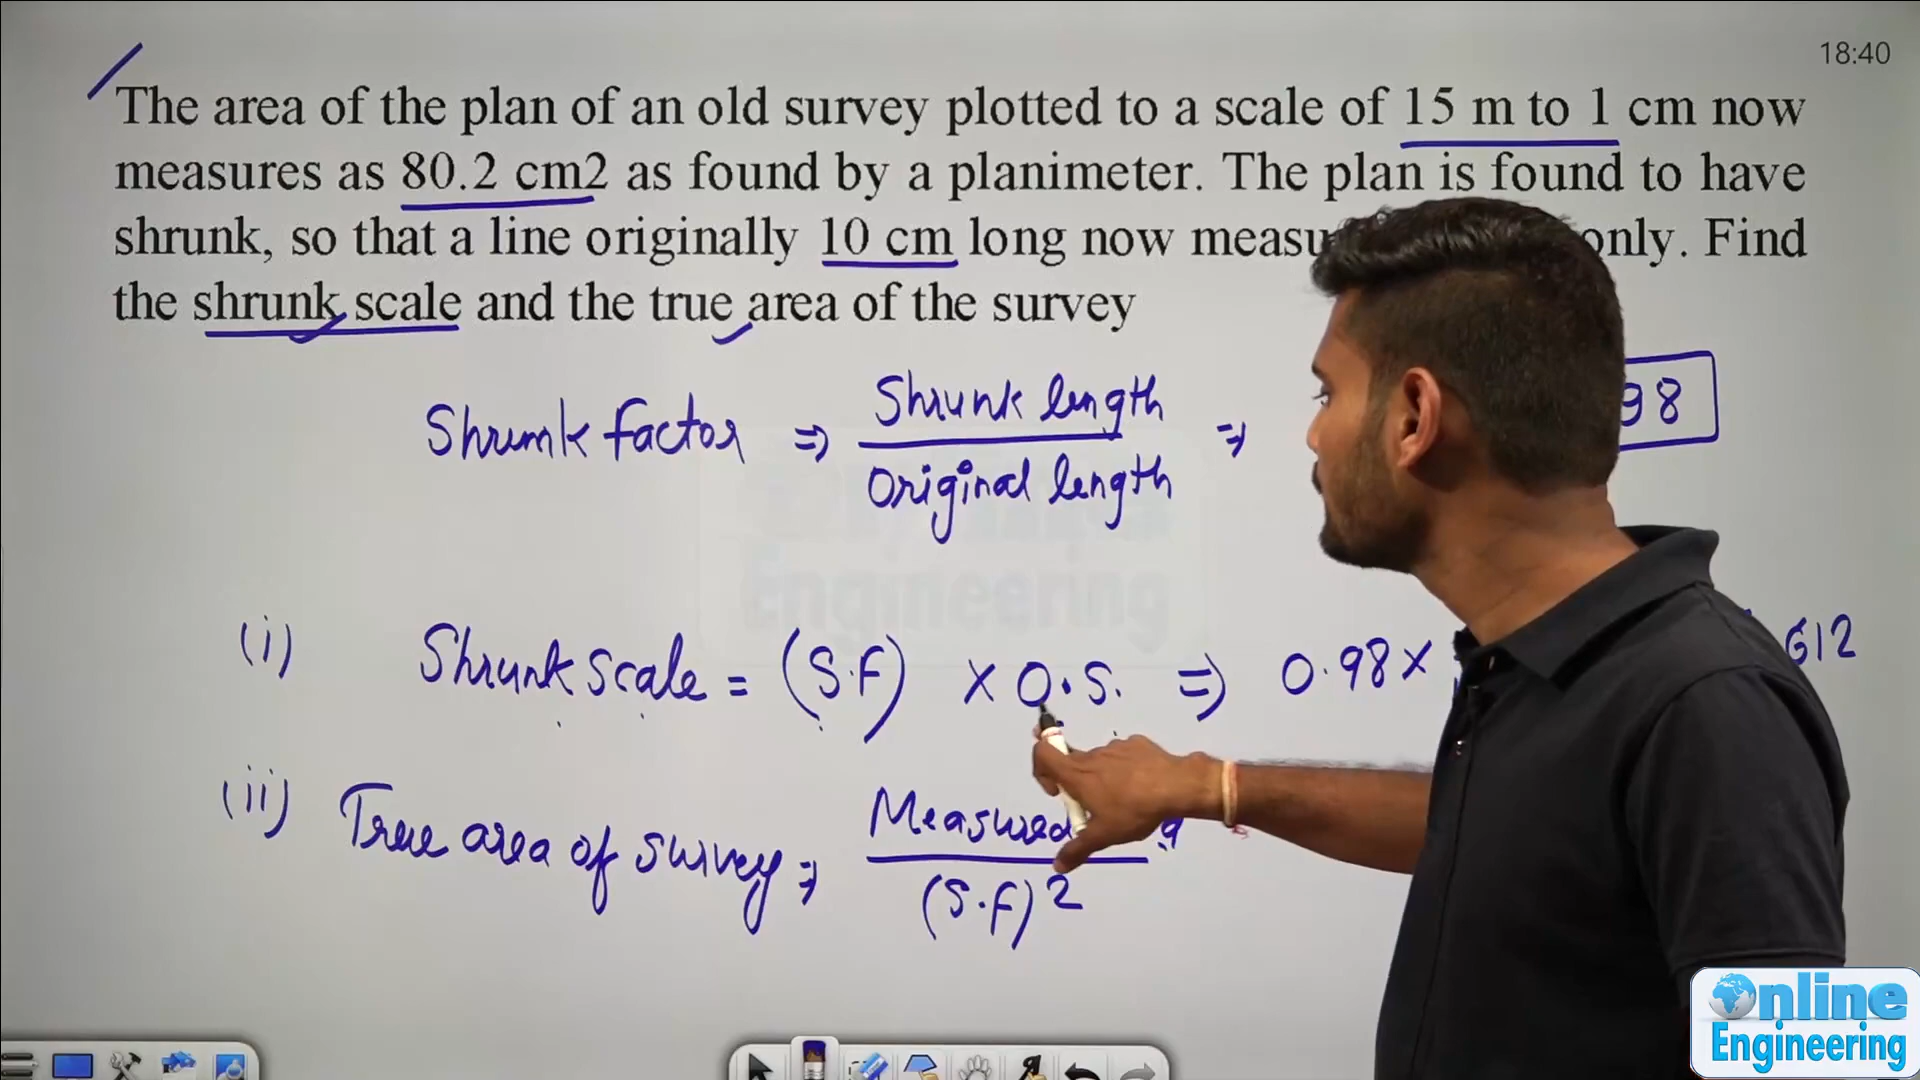 18:40
The area of the plan of an old survey plotted to a scale of 15 m to 1 cm now
measures as 80.2 cm2 as found by a planimeter. The plan is found to have
shrunk, so that a line originally 10 cm long now only. Find
the shrunk scale and the true area of the survey
Shrunk factor ⇒ Shrunk length / Original length ⇒ 98
(i) Shrunk scale = (S.F) × O.S. ⇒ 0.98 × 612
(ii) True area of survey ⇒ Measured / (S.F)²
Engineering
Online
Engineering